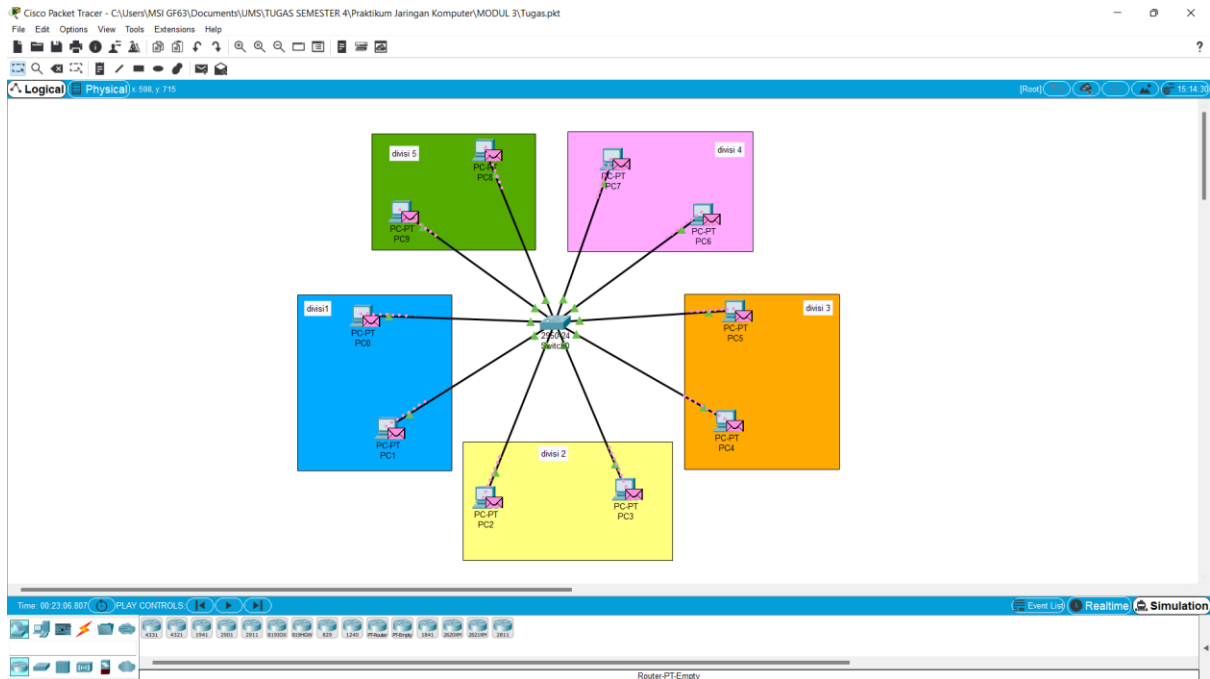 Cisco Packet Tracer - C:\Users\MSI GF63\Documents\UMS\TUGAS SEMESTER 4\Praktikum Jaringan Komputer\MODUL 3\Tugas.pkt
File Edit Options View Tools Extensions Help
?
Logical Physical x: 598, y: 715 [Root] 15:14:30
divisi 5
PC-PT
PC8
PC-PT
PC9
divisi 4
PC-PT
PC7
PC-PT
PC6
divisi1
PC-PT
PC0
PC-PT
PC1
2950-24
Switch0
divisi 3
PC-PT
PC5
PC-PT
PC4
divisi 2
PC-PT
PC2
PC-PT
PC3
Time: 00:23:06.807 PLAY CONTROLS: Event List Realtime Simulation
4331 4321 1941 2901 2911 819IOX 819HGW 829 1240 PT-Router PT-Empty 1841 2620XM 2621XM 2811
Router-PT-Empty